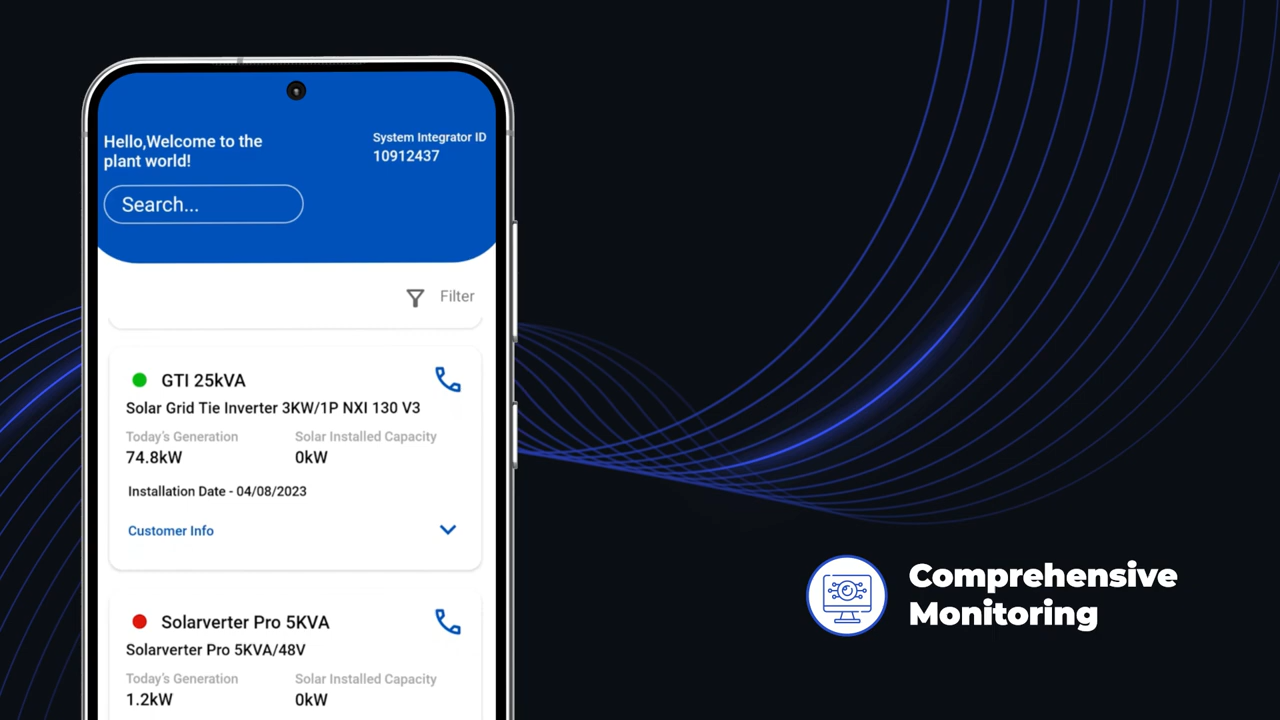 Hello,Welcome to the
plant world!
System Integrator ID
10912437
Search...
Filter
GTI 25kVA
Solar Grid Tie Inverter 3KW/1P NXI 130 V3
Today's Generation
Solar Installed Capacity
74.8kW
0kW
Installation Date - 04/08/2023
Customer Info
Solarverter Pro 5KVA
Solarverter Pro 5KVA/48V
Today's Generation
Solar Installed Capacity
1.2kW
0kW
Comprehensive
Monitoring